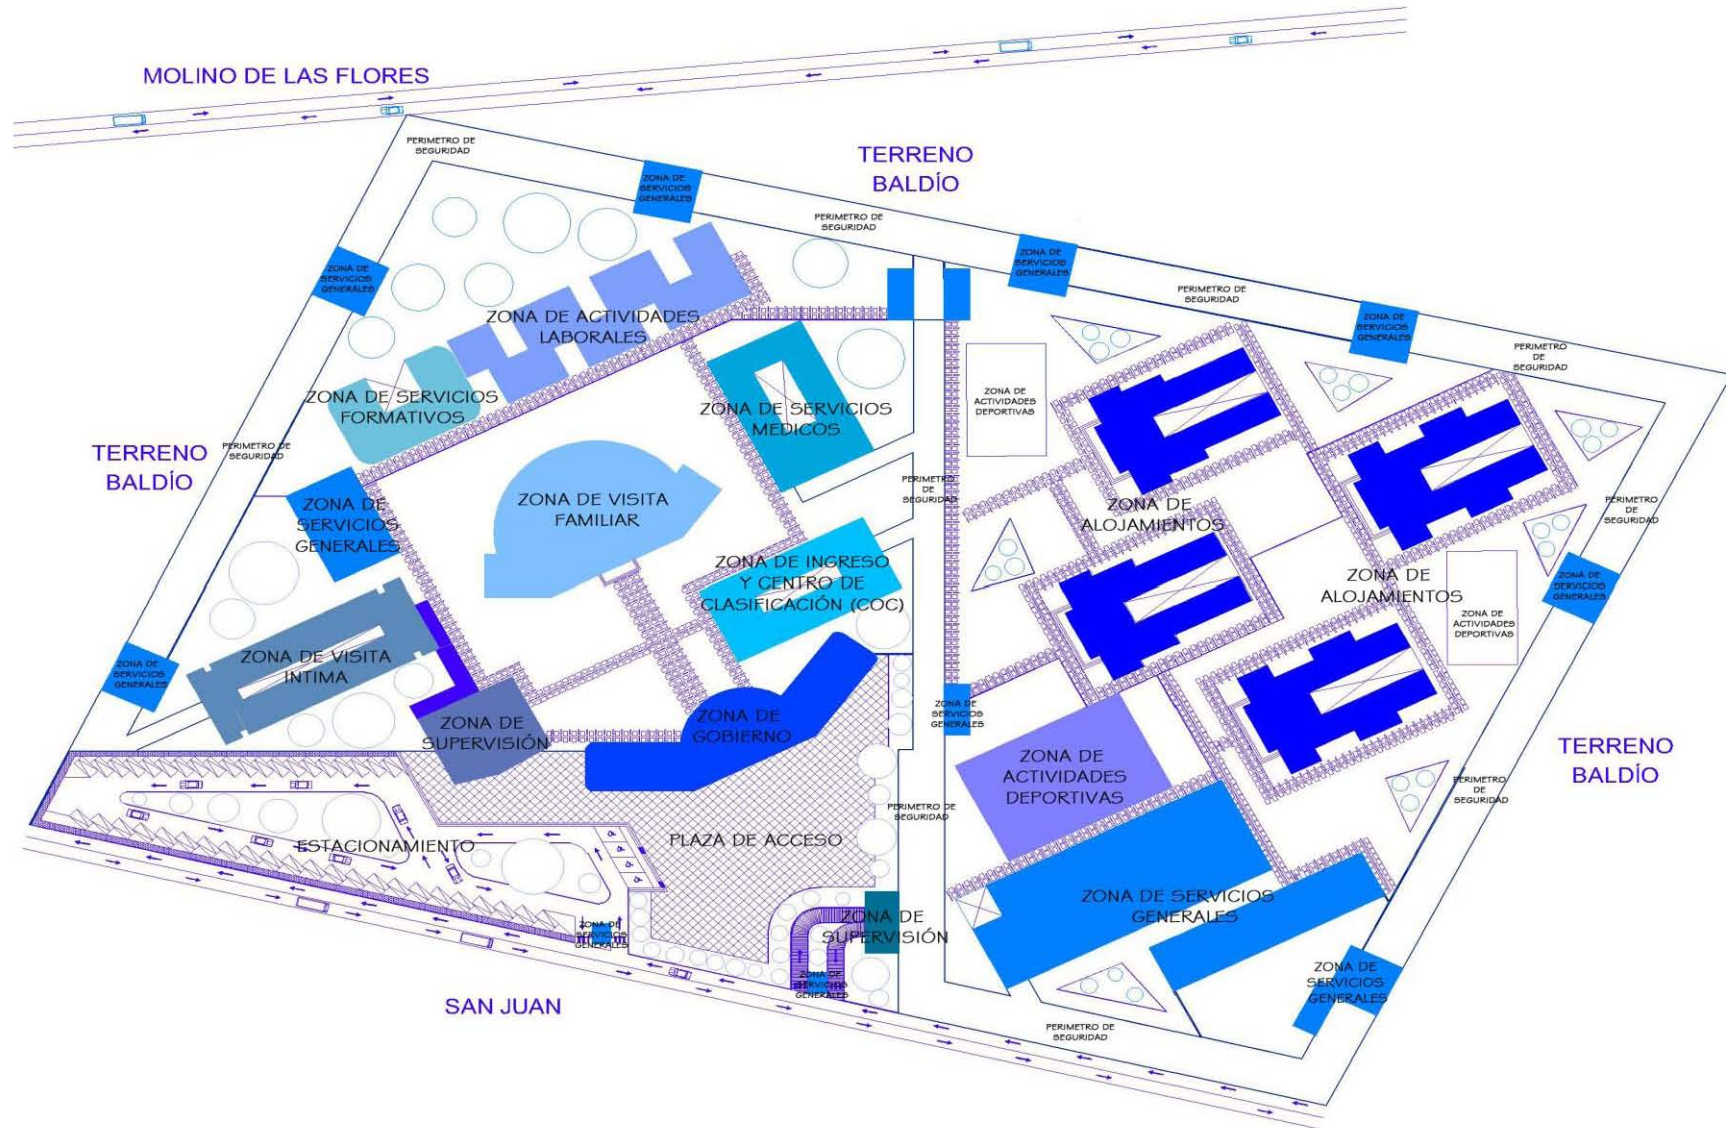 MOLINO DE LAS FLORES
PERIMETRO DE
SEGURIDAD
TERRENO
BALDÍO
ZONA DE
SERVICIOS
GENERALES
PERIMETRO DE
SEGURIDAD
ZONA DE
SERVICIOS
GENERALES
ZONA DE
SERVICIOS
GENERALES
PERIMETRO DE
SEGURIDAD
ZONA DE
SERVICIOS
GENERALES
PERIMETRO
DE
SEGURIDAD
ZONA DE ACTIVIDADES
LABORALES
ZONA DE SERVICIOS
FORMATIVOS
ZONA DE SERVICIOS
MEDICOS
ZONA DE
ACTIVIDADES
DEPORTIVAS
TERRENO
BALDÍO
PERIMETRO DE
SEGURIDAD
ZONA DE
SERVICIOS
GENERALES
ZONA DE VISITA
FAMILIAR
PERIMETRO
DE
SEGURIDAD
ZONA DE
ALOJAMIENTOS
PERIMETRO
DE
SEGURIDAD
ZONA DE INGRESO
Y CENTRO DE
CLASIFICACIÓN (COC)
ZONA DE
ALOJAMIENTOS
ZONA DE
SERVICIOS
GENERALES
ZONA DE
ACTIVIDADES
DEPORTIVAS
ZONA DE
SERVICIOS
GENERALES
ZONA DE VISITA
INTIMA
ZONA DE
SUPERVISIÓN
ZONA DE
GOBIERNO
ZONA DE
SERVICIOS
GENERALES
ZONA DE
ACTIVIDADES
DEPORTIVAS
TERRENO
BALDÍO
PERIMETRO
DE
SEGURIDAD
PERIMETRO DE
SEGURIDAD
ESTACIONAMIENTO
PLAZA DE ACCESO
ZONA DE SERVICIOS
GENERALES
ZONA DE
SUPERVISIÓN
ZONA DE
SERVICIOS
GENERALES
ZONA DE
SERVICIOS
GENERALES
ZONA DE
SERVICIOS
GENERALES
SAN JUAN
PERIMETRO DE
SEGURIDAD